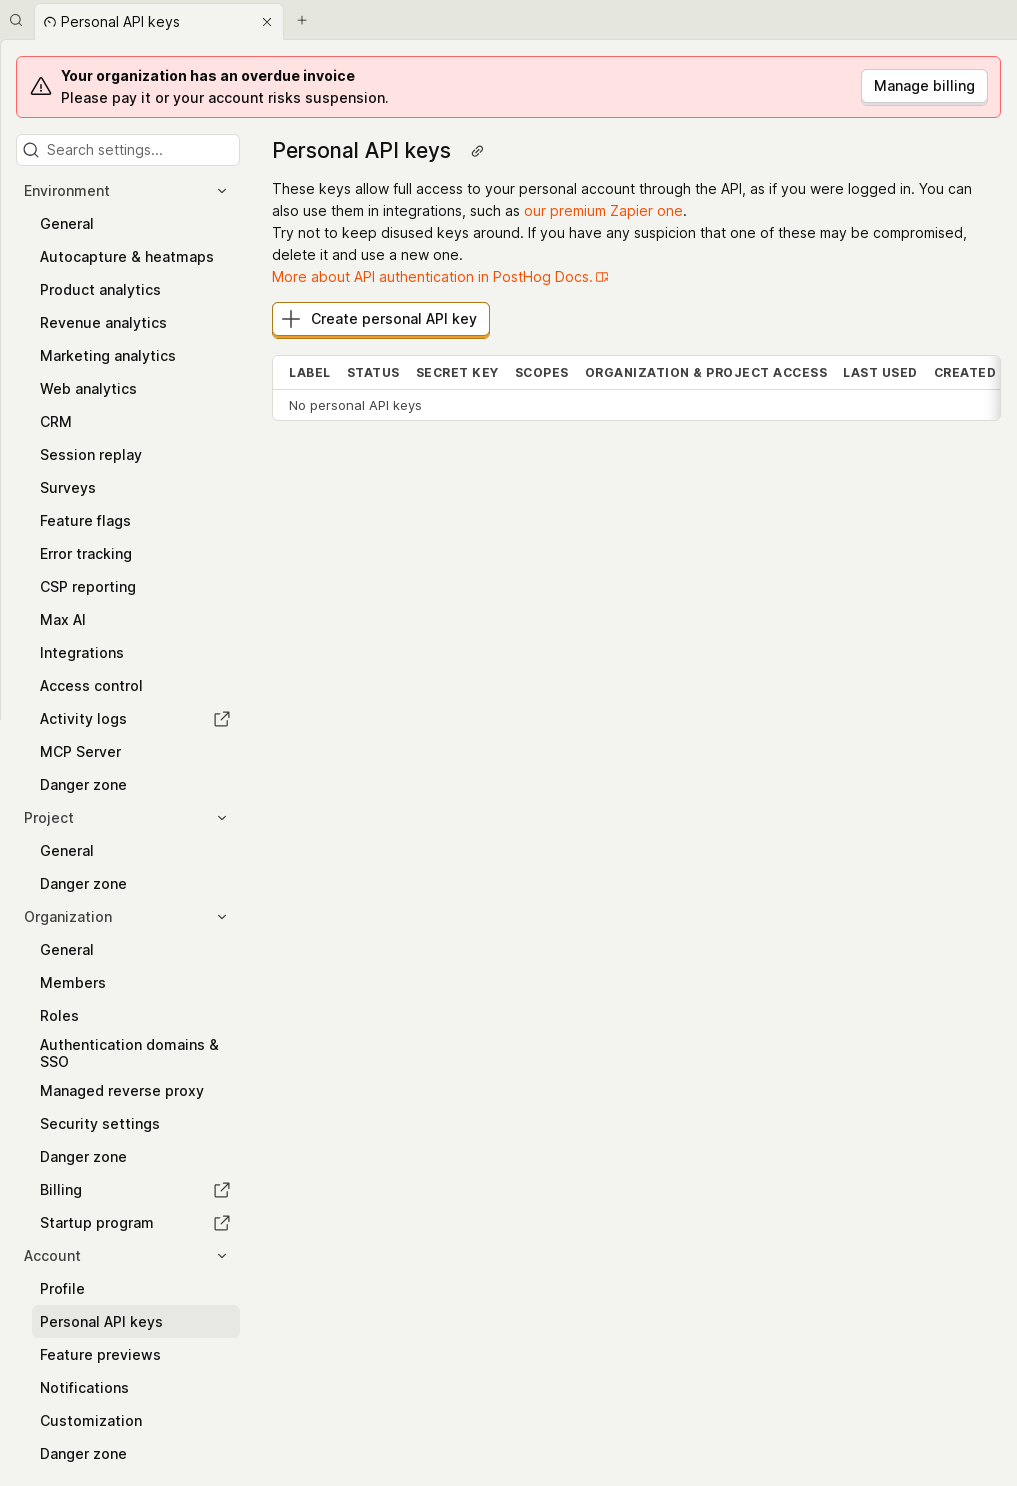 Personal API keys
Your organization has an overdue invoice
Please pay it or your account risks suspension.
Manage billing
Search settings...
Environment
General
Autocapture & heatmaps
Product analytics
Revenue analytics
Marketing analytics
Web analytics
CRM
Session replay
Surveys
Feature flags
Error tracking
CSP reporting
Max AI
Integrations
Access control
Activity logs
MCP Server
Danger zone
Project
General
Danger zone
Organization
General
Members
Roles
Authentication domains &
SSO
Managed reverse proxy
Security settings
Danger zone
Billing
Startup program
Account
Profile
Personal API keys
Feature previews
Notifications
Customization
Danger zone
Personal API keys
These keys allow full access to your personal account through the API, as if you were logged in. You can
also use them in integrations, such as our premium Zapier one.
Try not to keep disused keys around. If you have any suspicion that one of these may be compromised,
delete it and use a new one.
More about API authentication in PostHog Docs.
Create personal API key
LABEL STATUS SECRET KEY SCOPES ORGANIZATION & PROJECT ACCESS LAST USED CREATED
No personal API keys